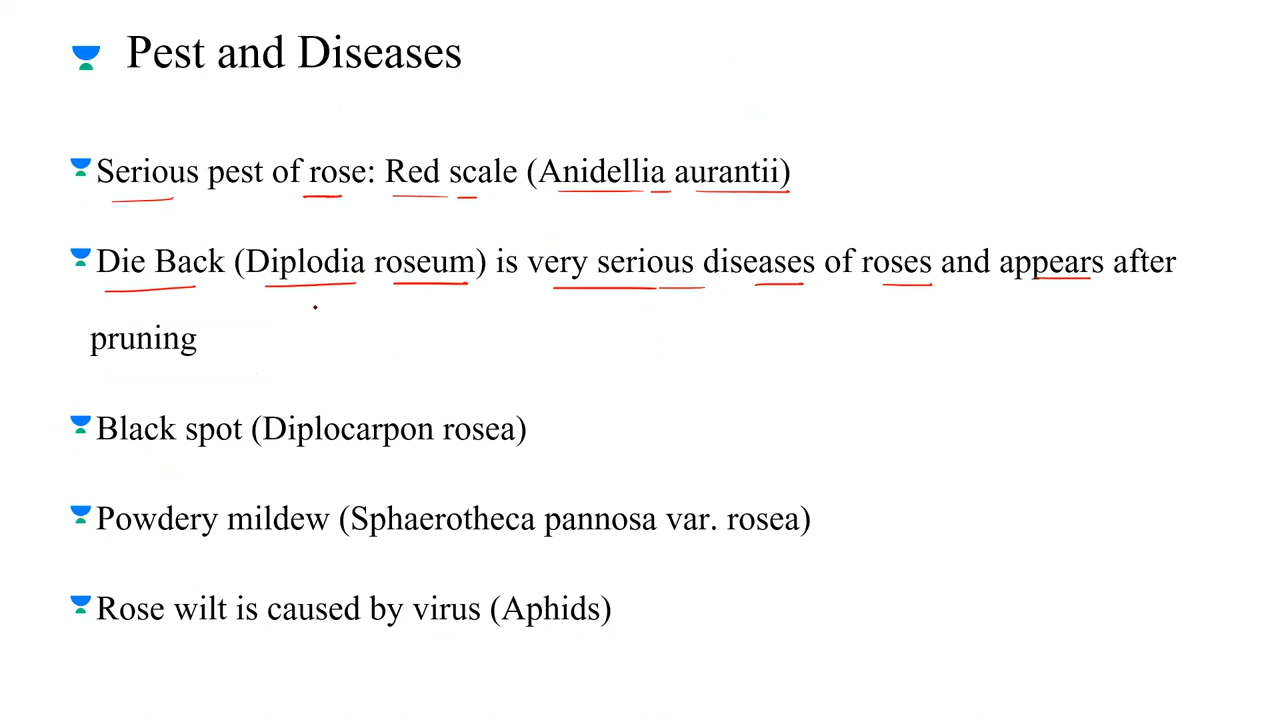 Pest and Diseases
Serious pest of rose: Red scale (Anidellia aurantii)
Die Back (Diplodia roseum) is very serious diseases of roses and appears after
pruning
Black spot (Diplocarpon rosea)
Powdery mildew (Sphaerotheca pannosa var. rosea)
Rose wilt is caused by virus (Aphids)